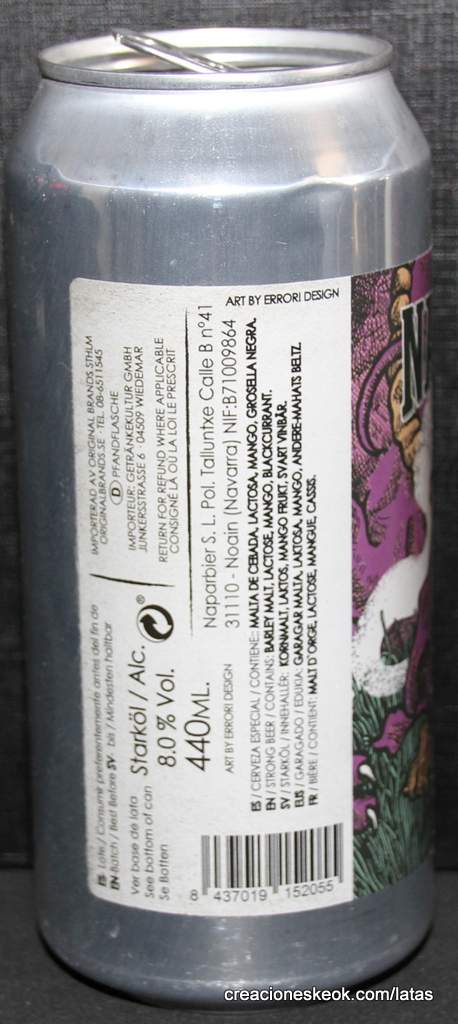 ES Lote / Consumir preferentemente antes del fin de
EN Batch / Best Before SV - bis / Mindesten haltbar
Ver base de lata
See bottom of can
Se Botten
Starköl / Alc.
8.0 % Vol.
440ML.
IMPORTERAD AV ORIGINAL BRANDS STHLM
ORIGINALBRANDS.SE · TEL. 08-6511545
D PFANDFLASCHE
IMPORTEUR: GETRÄNKEKULTUR GMBH
JUNKERSSTRASSE 6 · 04509 WIEDEMAR
RETURN FOR REFUND WHERE APPLICABLE
CONSIGNÉ LÀ OU LA LOI LE PRESCRIT
Naparbier S. L. Pol. Talluntxe Calle B nº41
31110 - Noain (Navarra) NIF:B71009864
ART BY ERRORI DESIGN
ART BY ERRORI DESIGN
ES / CERVEZA ESPECIAL / CONTIENE: MALTA DE CEBADA, LACTOSA, MANGO, GROSELLA NEGRA.
EN / STRONG BEER / CONTAINS: BARLEY MALT, LACTOSE, MANGO, BLACKCURRANT.
SV / STARKÖL / INNEHALLER: KORNMALT, LAKTOS, MANGO FRUKT, SVART VINBÄR.
EUS / GARAGADO / EDUKIA: GARAGAR MALTA, LAKTOSA, MANGO, ANDERE-MAHATS BELTZ.
FR / BIÈRE / CONTIENT: MALT D'ORGE, LACTOSE, MANGUE, CASSIS.
8 437019 152055
creacioneskeok.com/latas